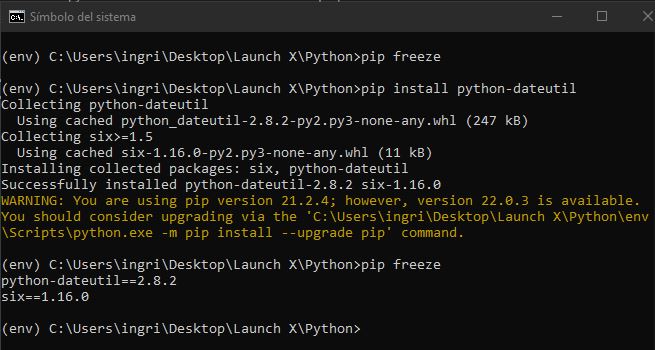 Símbolo del sistema
(env) C:\Users\ingri\Desktop\Launch X\Python>pip freeze
(env) C:\Users\ingri\Desktop\Launch X\Python>pip install python-dateutil
Collecting python-dateutil
  Using cached python_dateutil-2.8.2-py2.py3-none-any.whl (247 kB)
Collecting six>=1.5
  Using cached six-1.16.0-py2.py3-none-any.whl (11 kB)
Installing collected packages: six, python-dateutil
Successfully installed python-dateutil-2.8.2 six-1.16.0
WARNING: You are using pip version 21.2.4; however, version 22.0.3 is available.
You should consider upgrading via the 'C:\Users\ingri\Desktop\Launch X\Python\env
\Scripts\python.exe -m pip install --upgrade pip' command.
(env) C:\Users\ingri\Desktop\Launch X\Python>pip freeze
python-dateutil==2.8.2
six==1.16.0
(env) C:\Users\ingri\Desktop\Launch X\Python>